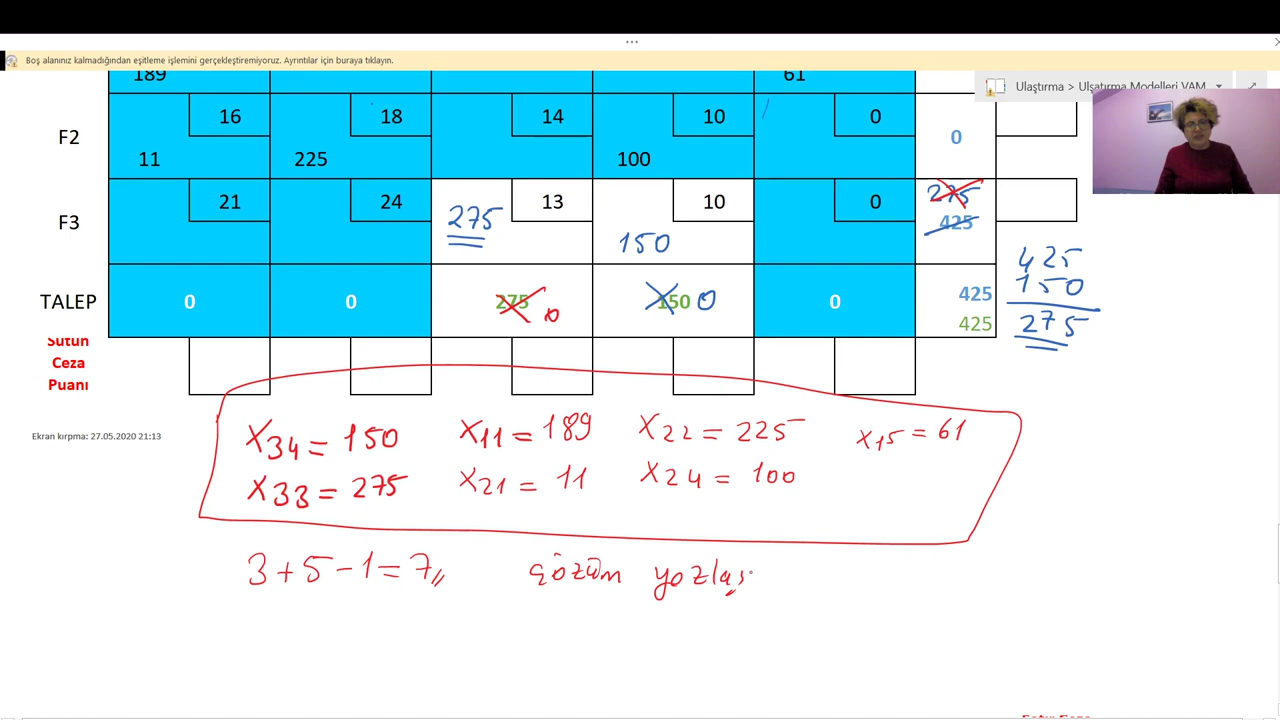 Boş alanınız kalmadığından eşitleme işlemini gerçekleştiremiyoruz. Ayrıntılar için buraya tıklayın.
Ulaştırma > Ulşatırma Modelleri VAM
189 61
F2 16 18 14 10 0 0
11 225 100
F3 21 24 13 10 0 275
275 150 425
TALEP 0 0 275 0 150 0 0 425
425
425
150
275
Sütun
Ceza
Puanı
Ekran kırpma: 27.05.2020 21:13
X34 = 150 X11 = 189 X22 = 225 X15 = 61
X33 = 275 X21 = 11 X24 = 100
3+5-1=7,, çözüm yozlaş